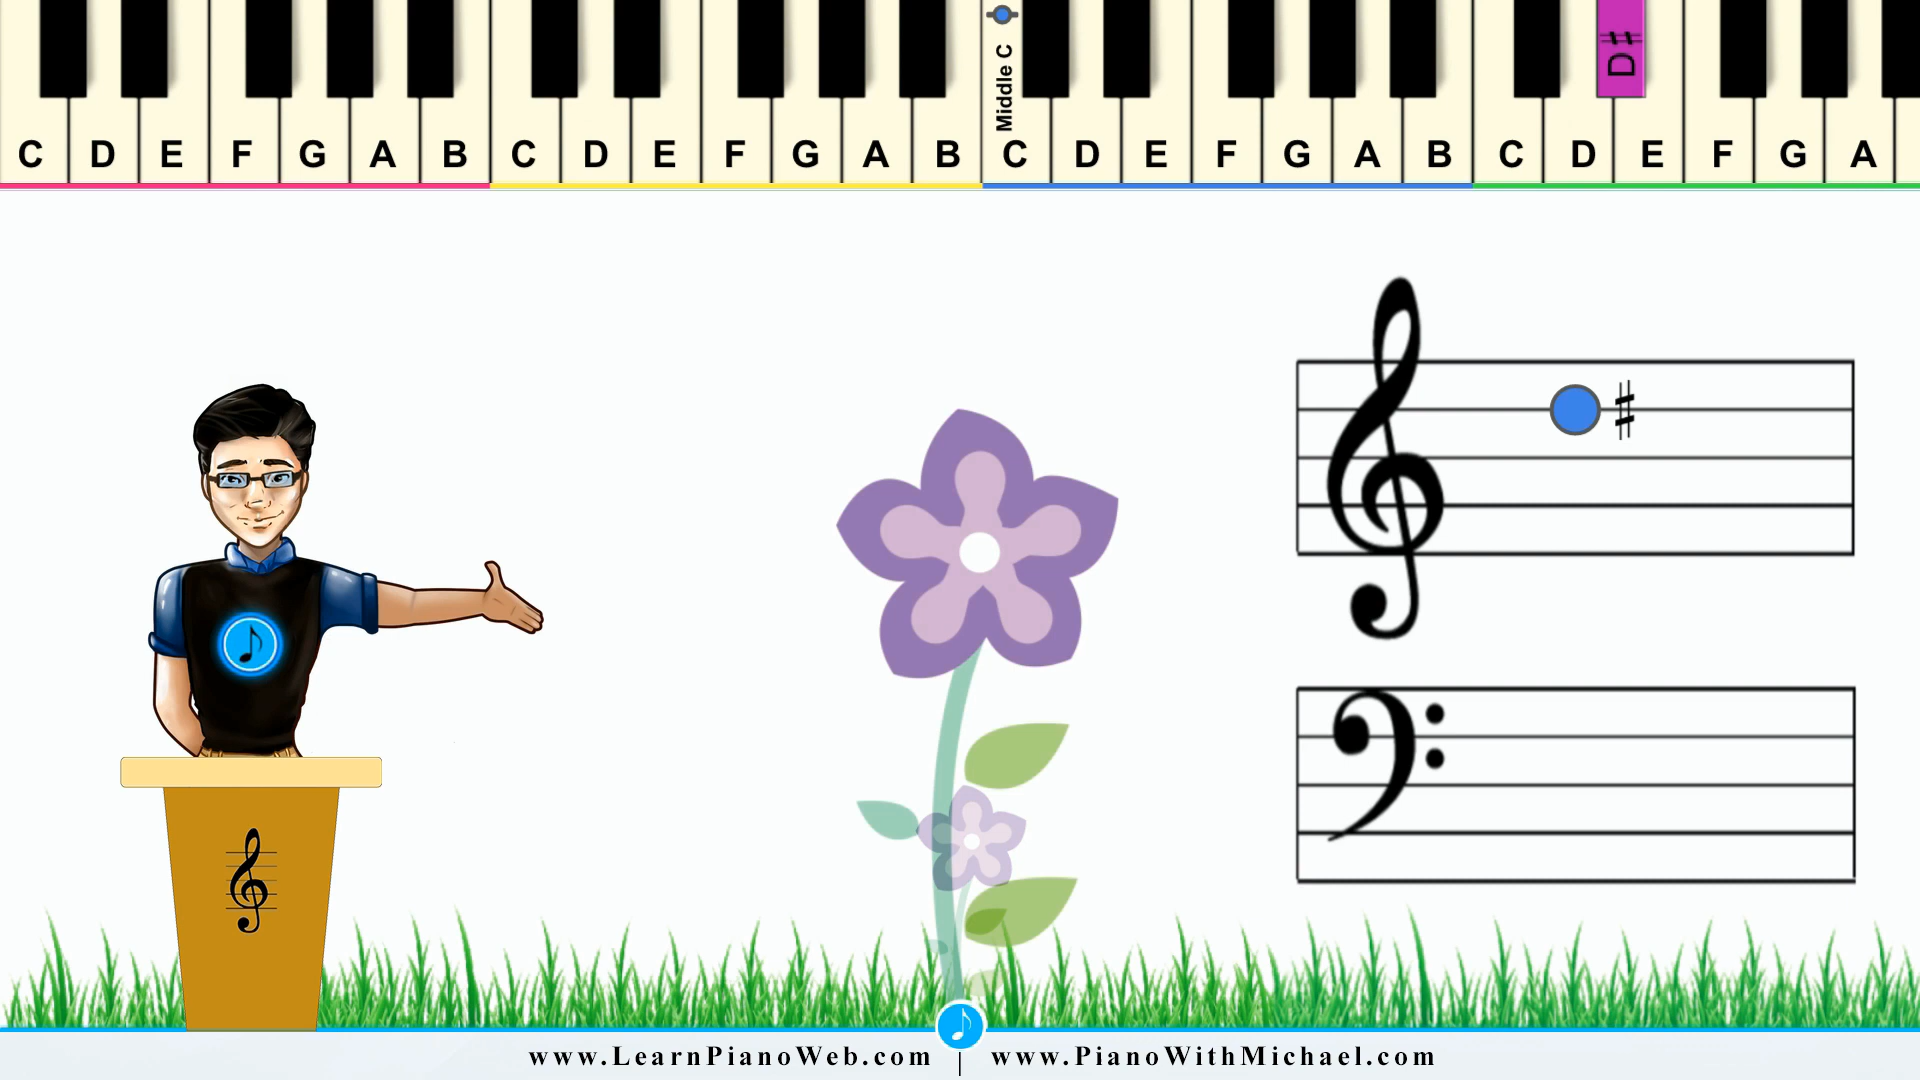 Middle C
D♯
C D E F G A B C D E F G A B C D E F G A B C D E F G A
www.LearnPianoWeb.com | www.PianoWithMichael.com